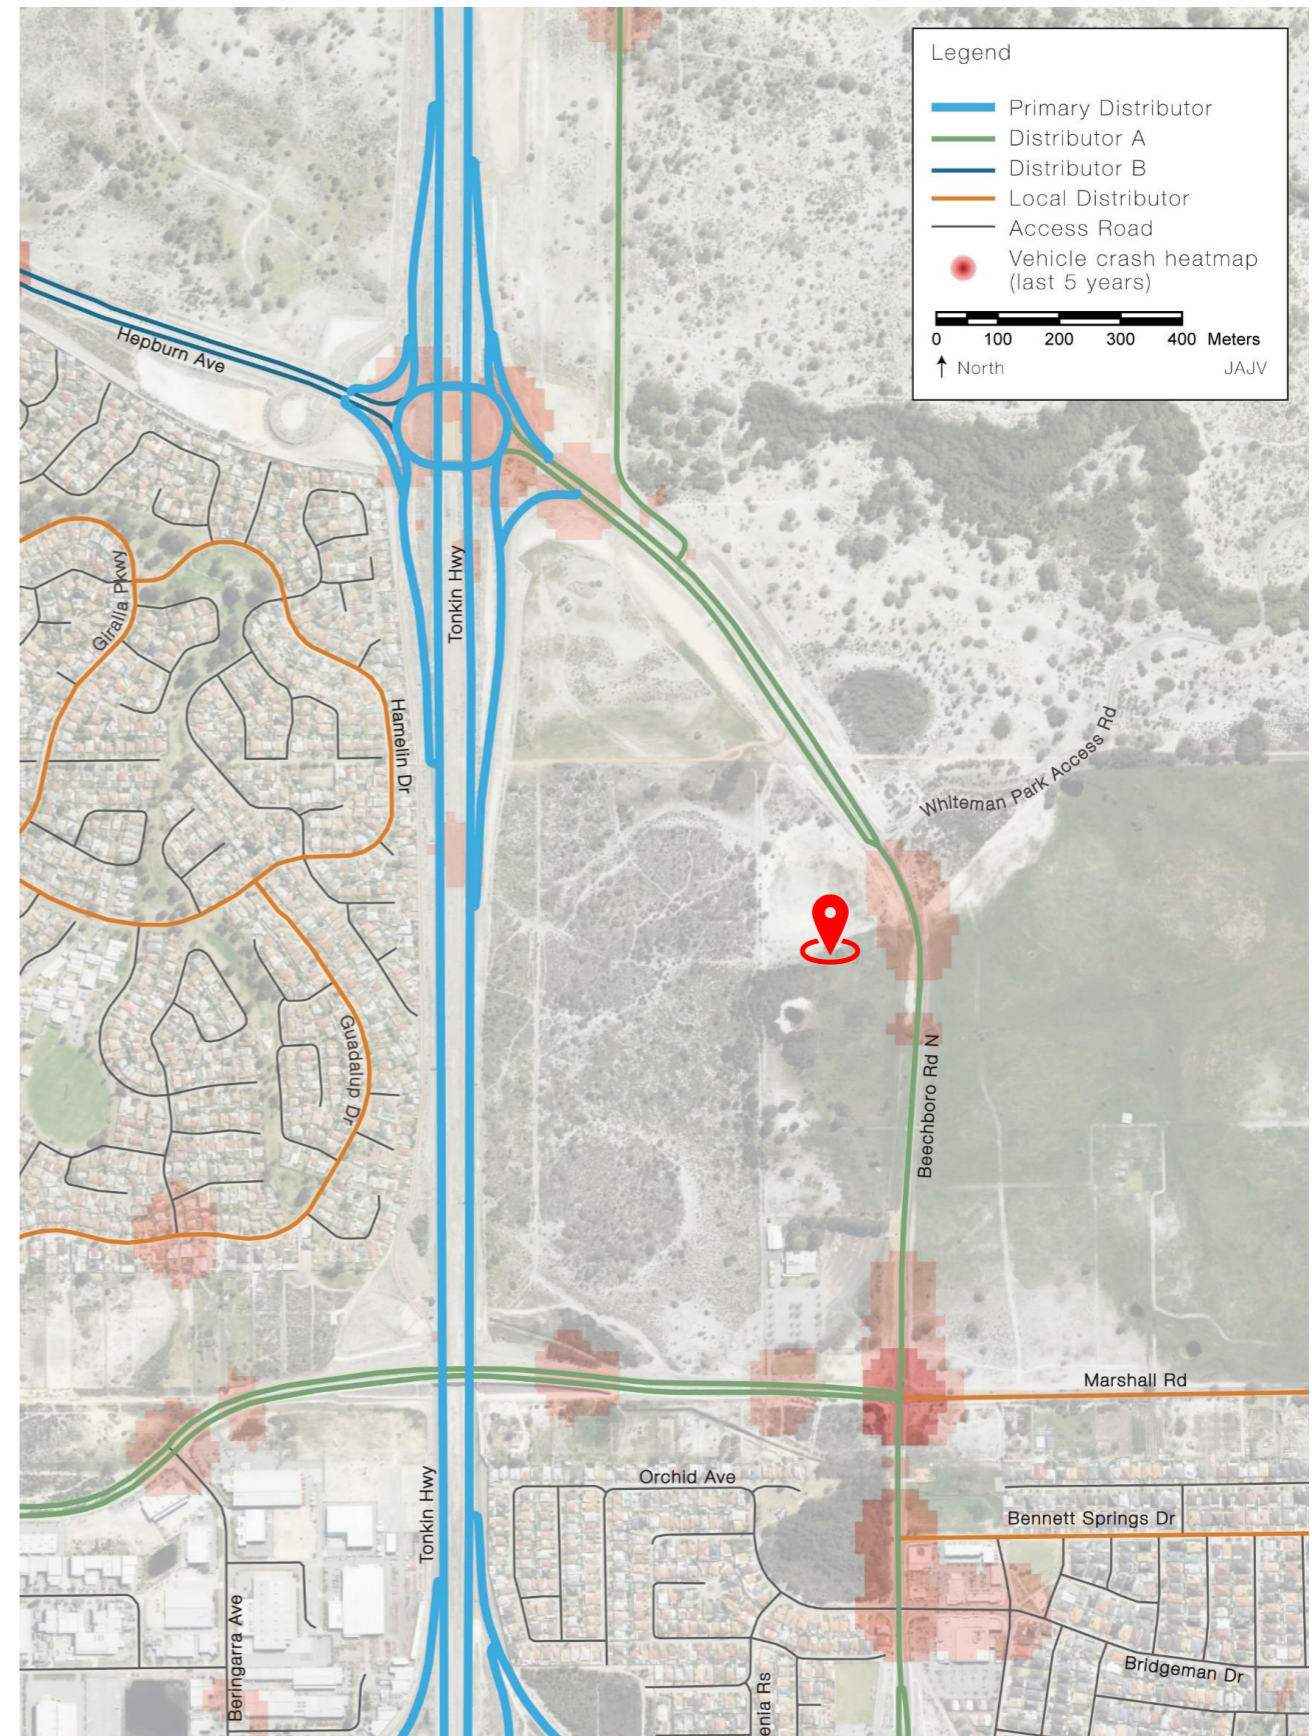 Legend
Primary Distributor
Distributor A
Distributor B
Local Distributor
Access Road
Vehicle crash heatmap
(last 5 years)
0 100 200 300 400 Meters
North
JAJV
Hepburn Ave
Giralia Pkwy
Tonkin Hwy
Hamelin Dr
Whiteman Park Access Rd
Guadalup Dr
Beechboro Rd N
Marshall Rd
Orchid Ave
Tonkin Hwy
Bennett Springs Dr
Beringarra Ave
Bridgeman Dr
enia Rs